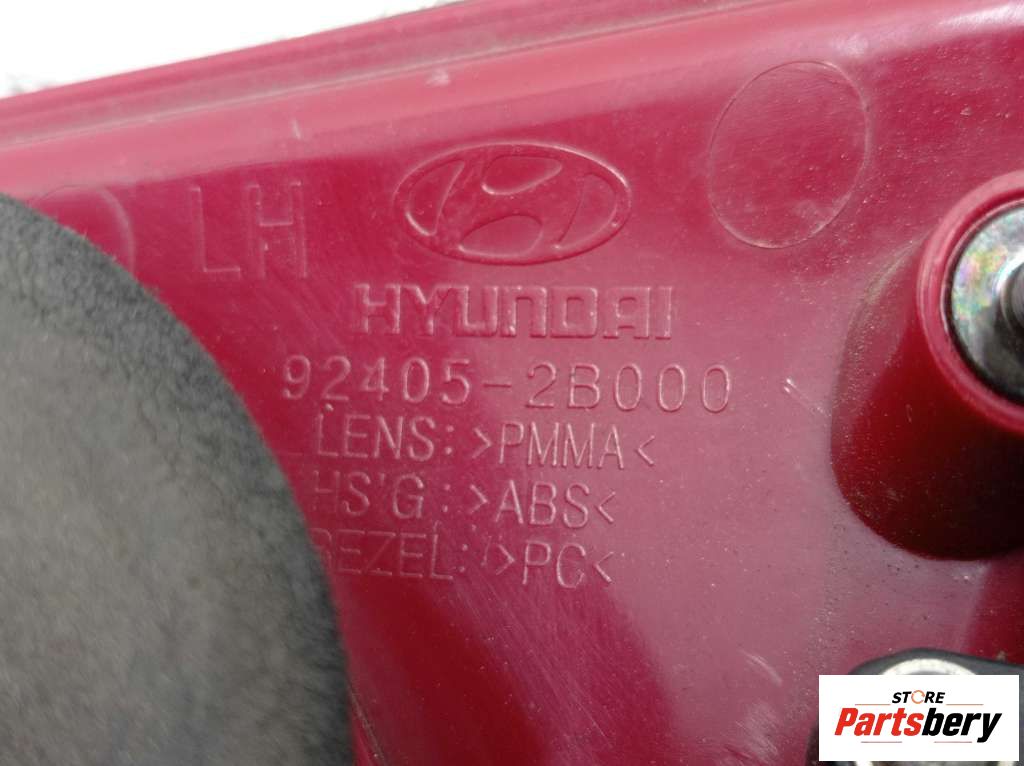 LH
HYUNDAI
92405-2B000
LENS: >PMMA<
HS'G: >ABS<
BEZEL: >PC<
STORE
Partsbery